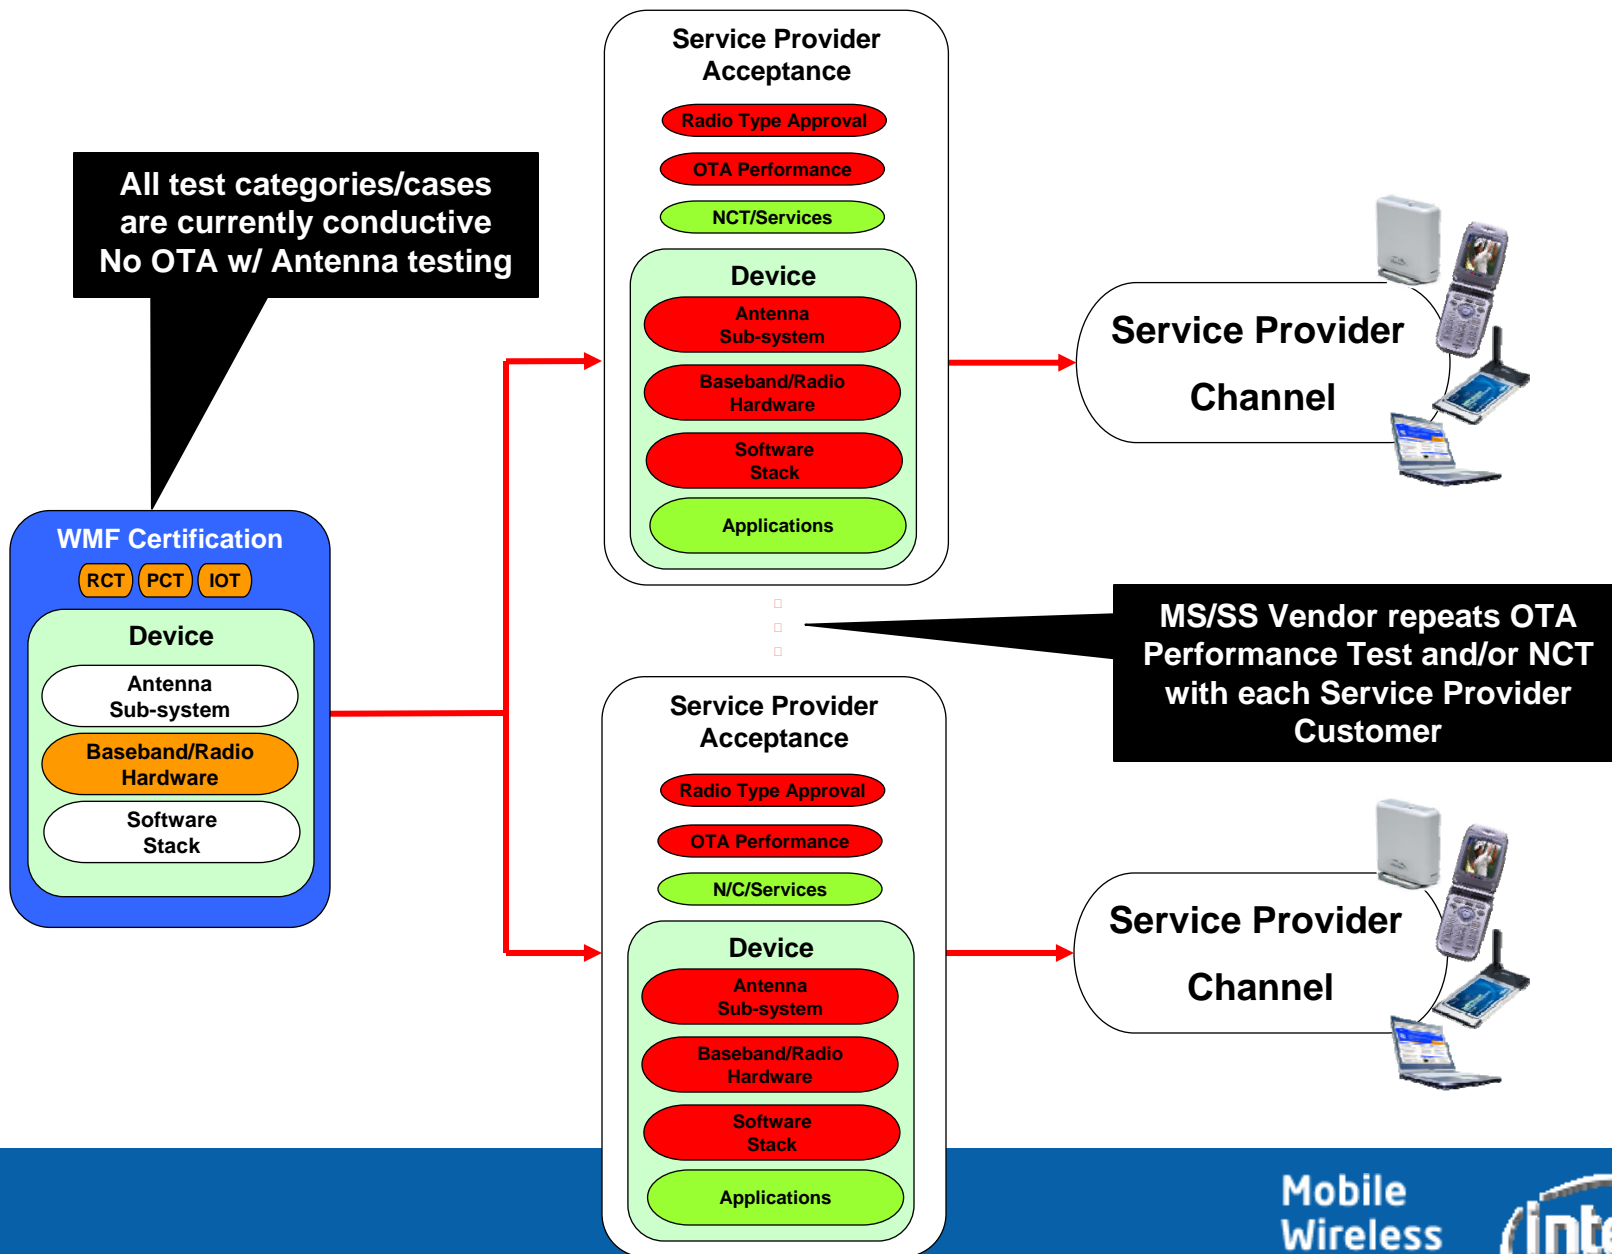 Service Provider
Acceptance
Radio Type Approval
OTA Performance
NCT/Services
Device
Antenna
Sub-system
Baseband/Radio
Hardware
Software
Stack
Applications
All test categories/cases
are currently conductive
No OTA w/ Antenna testing
Service Provider
Channel
WMF Certification
RCT PCT IOT
Device
Antenna
Sub-system
Baseband/Radio
Hardware
Software
Stack
MS/SS Vendor repeats OTA
Performance Test and/or NCT
with each Service Provider
Customer
Service Provider
Acceptance
Radio Type Approval
OTA Performance
N/C/Services
Device
Antenna
Sub-system
Baseband/Radio
Hardware
Software
Stack
Applications
Service Provider
Channel
Mobile
Wireless